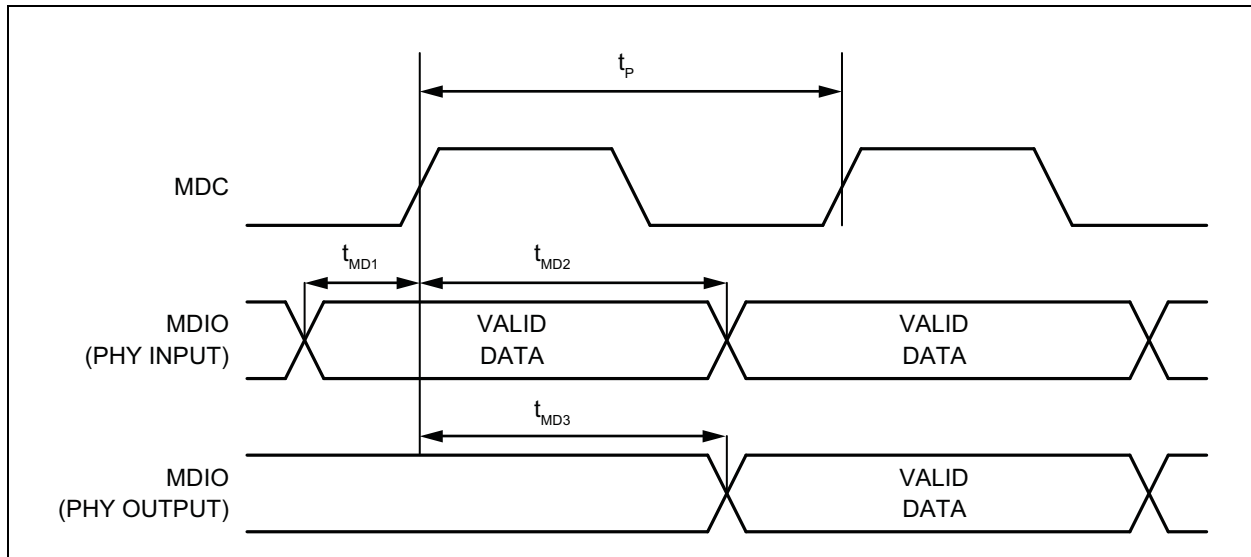 tP
MDC
tMD1
tMD2
MDIO
(PHY INPUT)
VALID
DATA
VALID
DATA
tMD3
MDIO
(PHY OUTPUT)
VALID
DATA